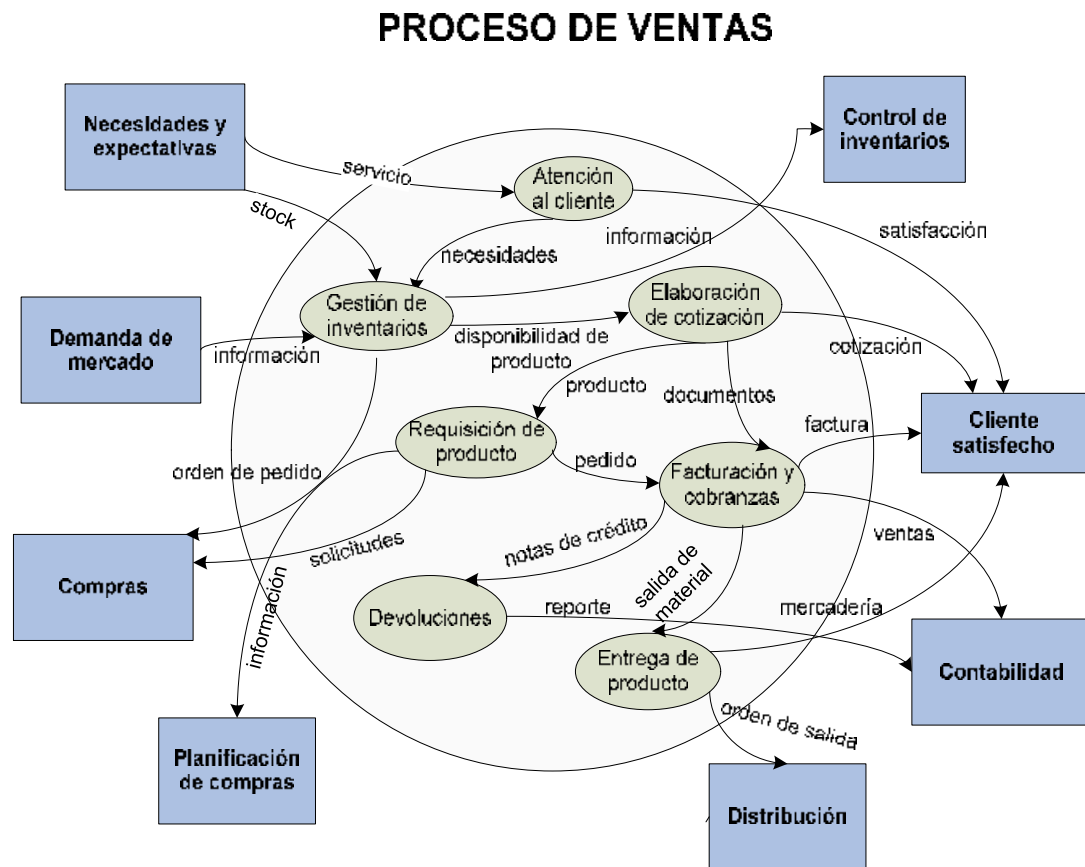 PROCESO DE VENTAS
Necesidades y
expectativas
Control de
inventarios
servicio
Atención
al cliente
stock
necesidades
información
satisfacción
Gestión de
inventarios
Elaboración
de cotización
Demanda de
mercado
información
disponibilidad de
producto
cotización
producto
documentos
Requisición de
producto
factura
Cliente
satisfecho
orden de pedido
pedido
Facturación y
cobranzas
solicitudes
notas de crédito
ventas
Compras
información
Devoluciones
reporte
salida de
material
mercadería
Entrega de
producto
Contabilidad
orden de salida
Planificación
de compras
Distribución